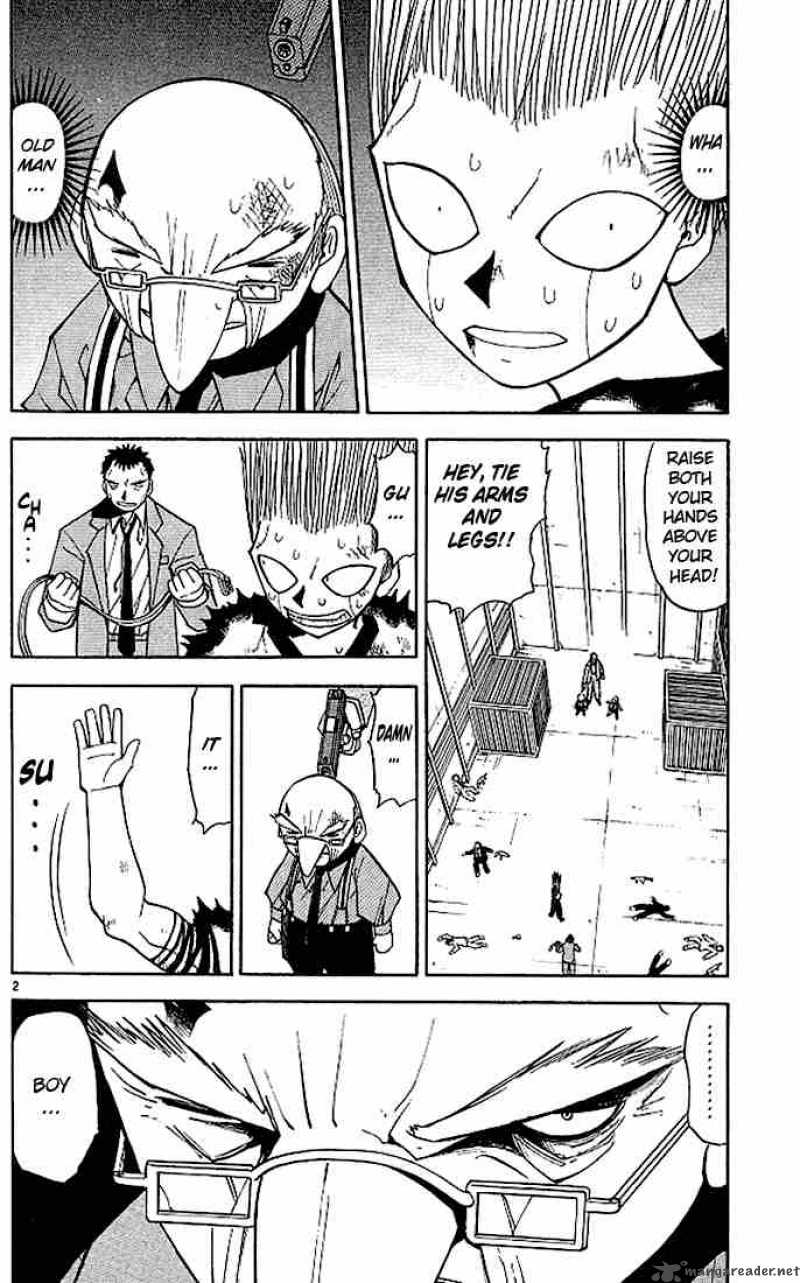 WHA
...
OLD
MAN
...
RAISE
BOTH
YOUR
HANDS
ABOVE
YOUR
HEAD!
HEY, TIE
HIS ARMS
AND
LEGS!!
GU
...
CHA...
DAMN
...
IT
...
SU...
2
........
BOY
...
mangareader.net